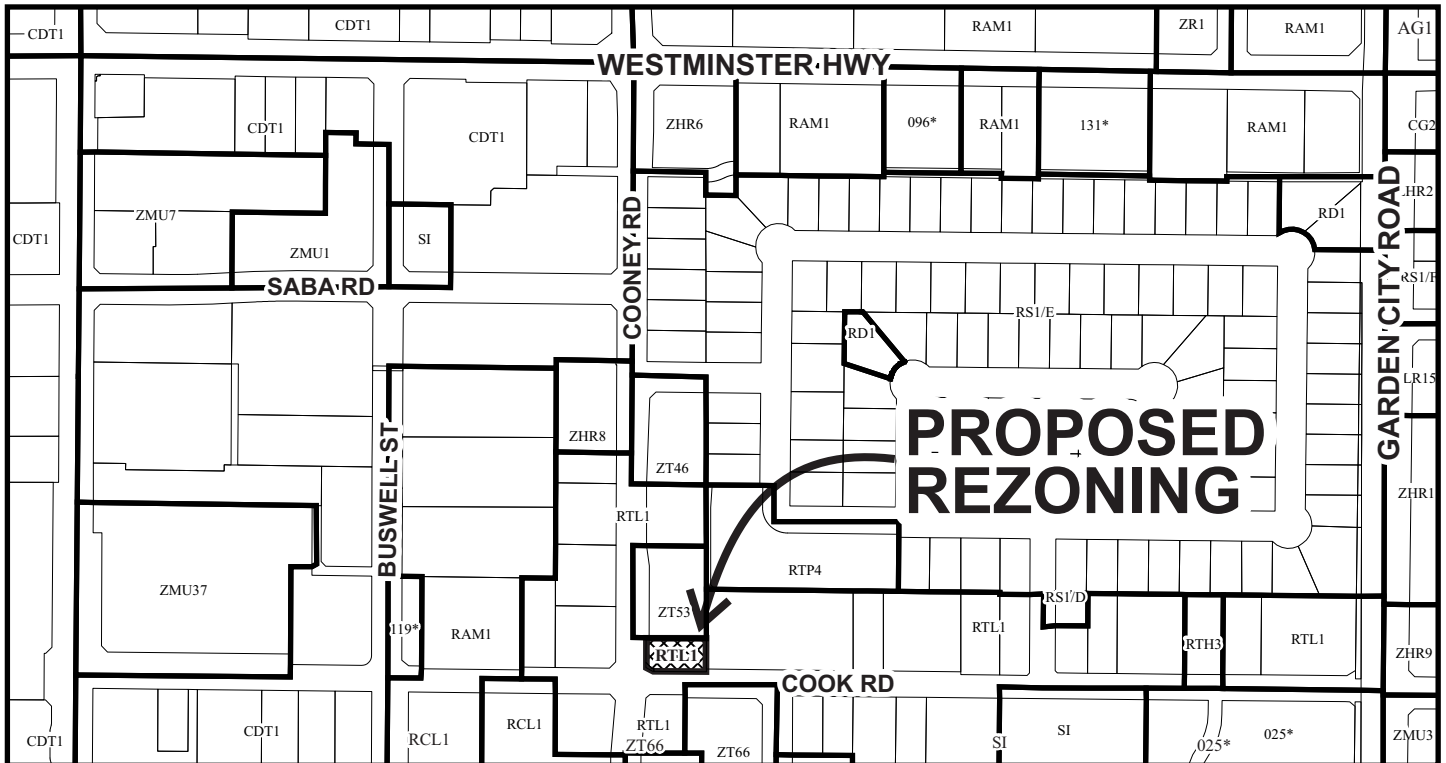 CDT1
CDT1
RAM1
ZR1
RAM1
AG1
WESTMINSTER HWY
CDT1
CDT1
ZHR6
RAM1
096*
RAM1
131*
RAM1
CG2
ZMU7
ZMU1
SI
CDT1
SABA RD
COONEY RD
RD1
ZHR2
RS1/F
RS1/E
RD1
GARDEN CITY ROAD
LR15
PROPOSED
REZONING
BUSWELL ST
ZHR8
ZT46
RTL1
ZHR1
ZMU37
119*
RAM1
ZT53
RTP4
RS1/D
RTL1
RTH3
RTL1
RTL1
ZHR9
COOK RD
CDT1
CDT1
RCL1
RCL1
RTL1
ZT66
ZT66
SI
SI
025*
025*
ZMU3